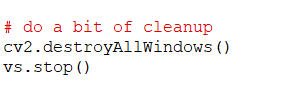 # do a bit of cleanup
cv2.destroyAllWindows()
vs.stop()